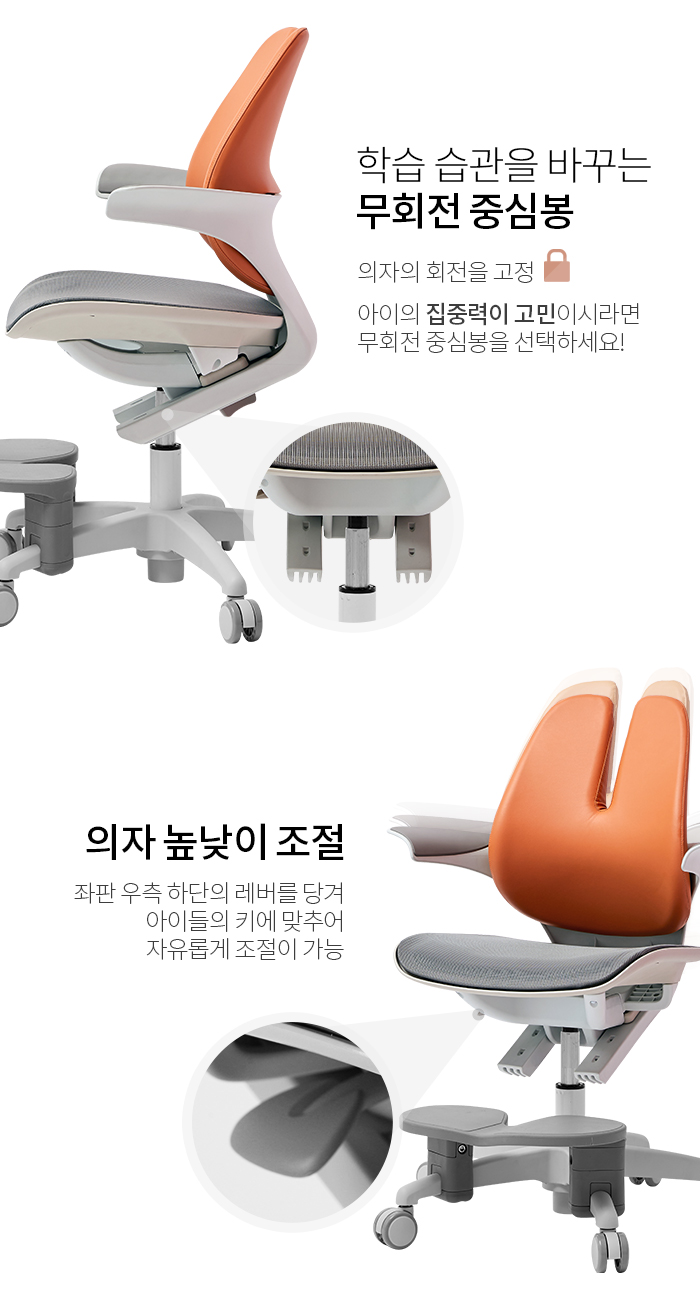 학습 습관을 바꾸는
무회전 중심봉
의자의 회전을 고정
아이의 집중력이 고민이시라면
무회전 중심봉을 선택하세요!
의자 높낮이 조절
좌판 우측 하단의 레버를 당겨
아이들의 키에 맞추어
자유롭게 조절이 가능